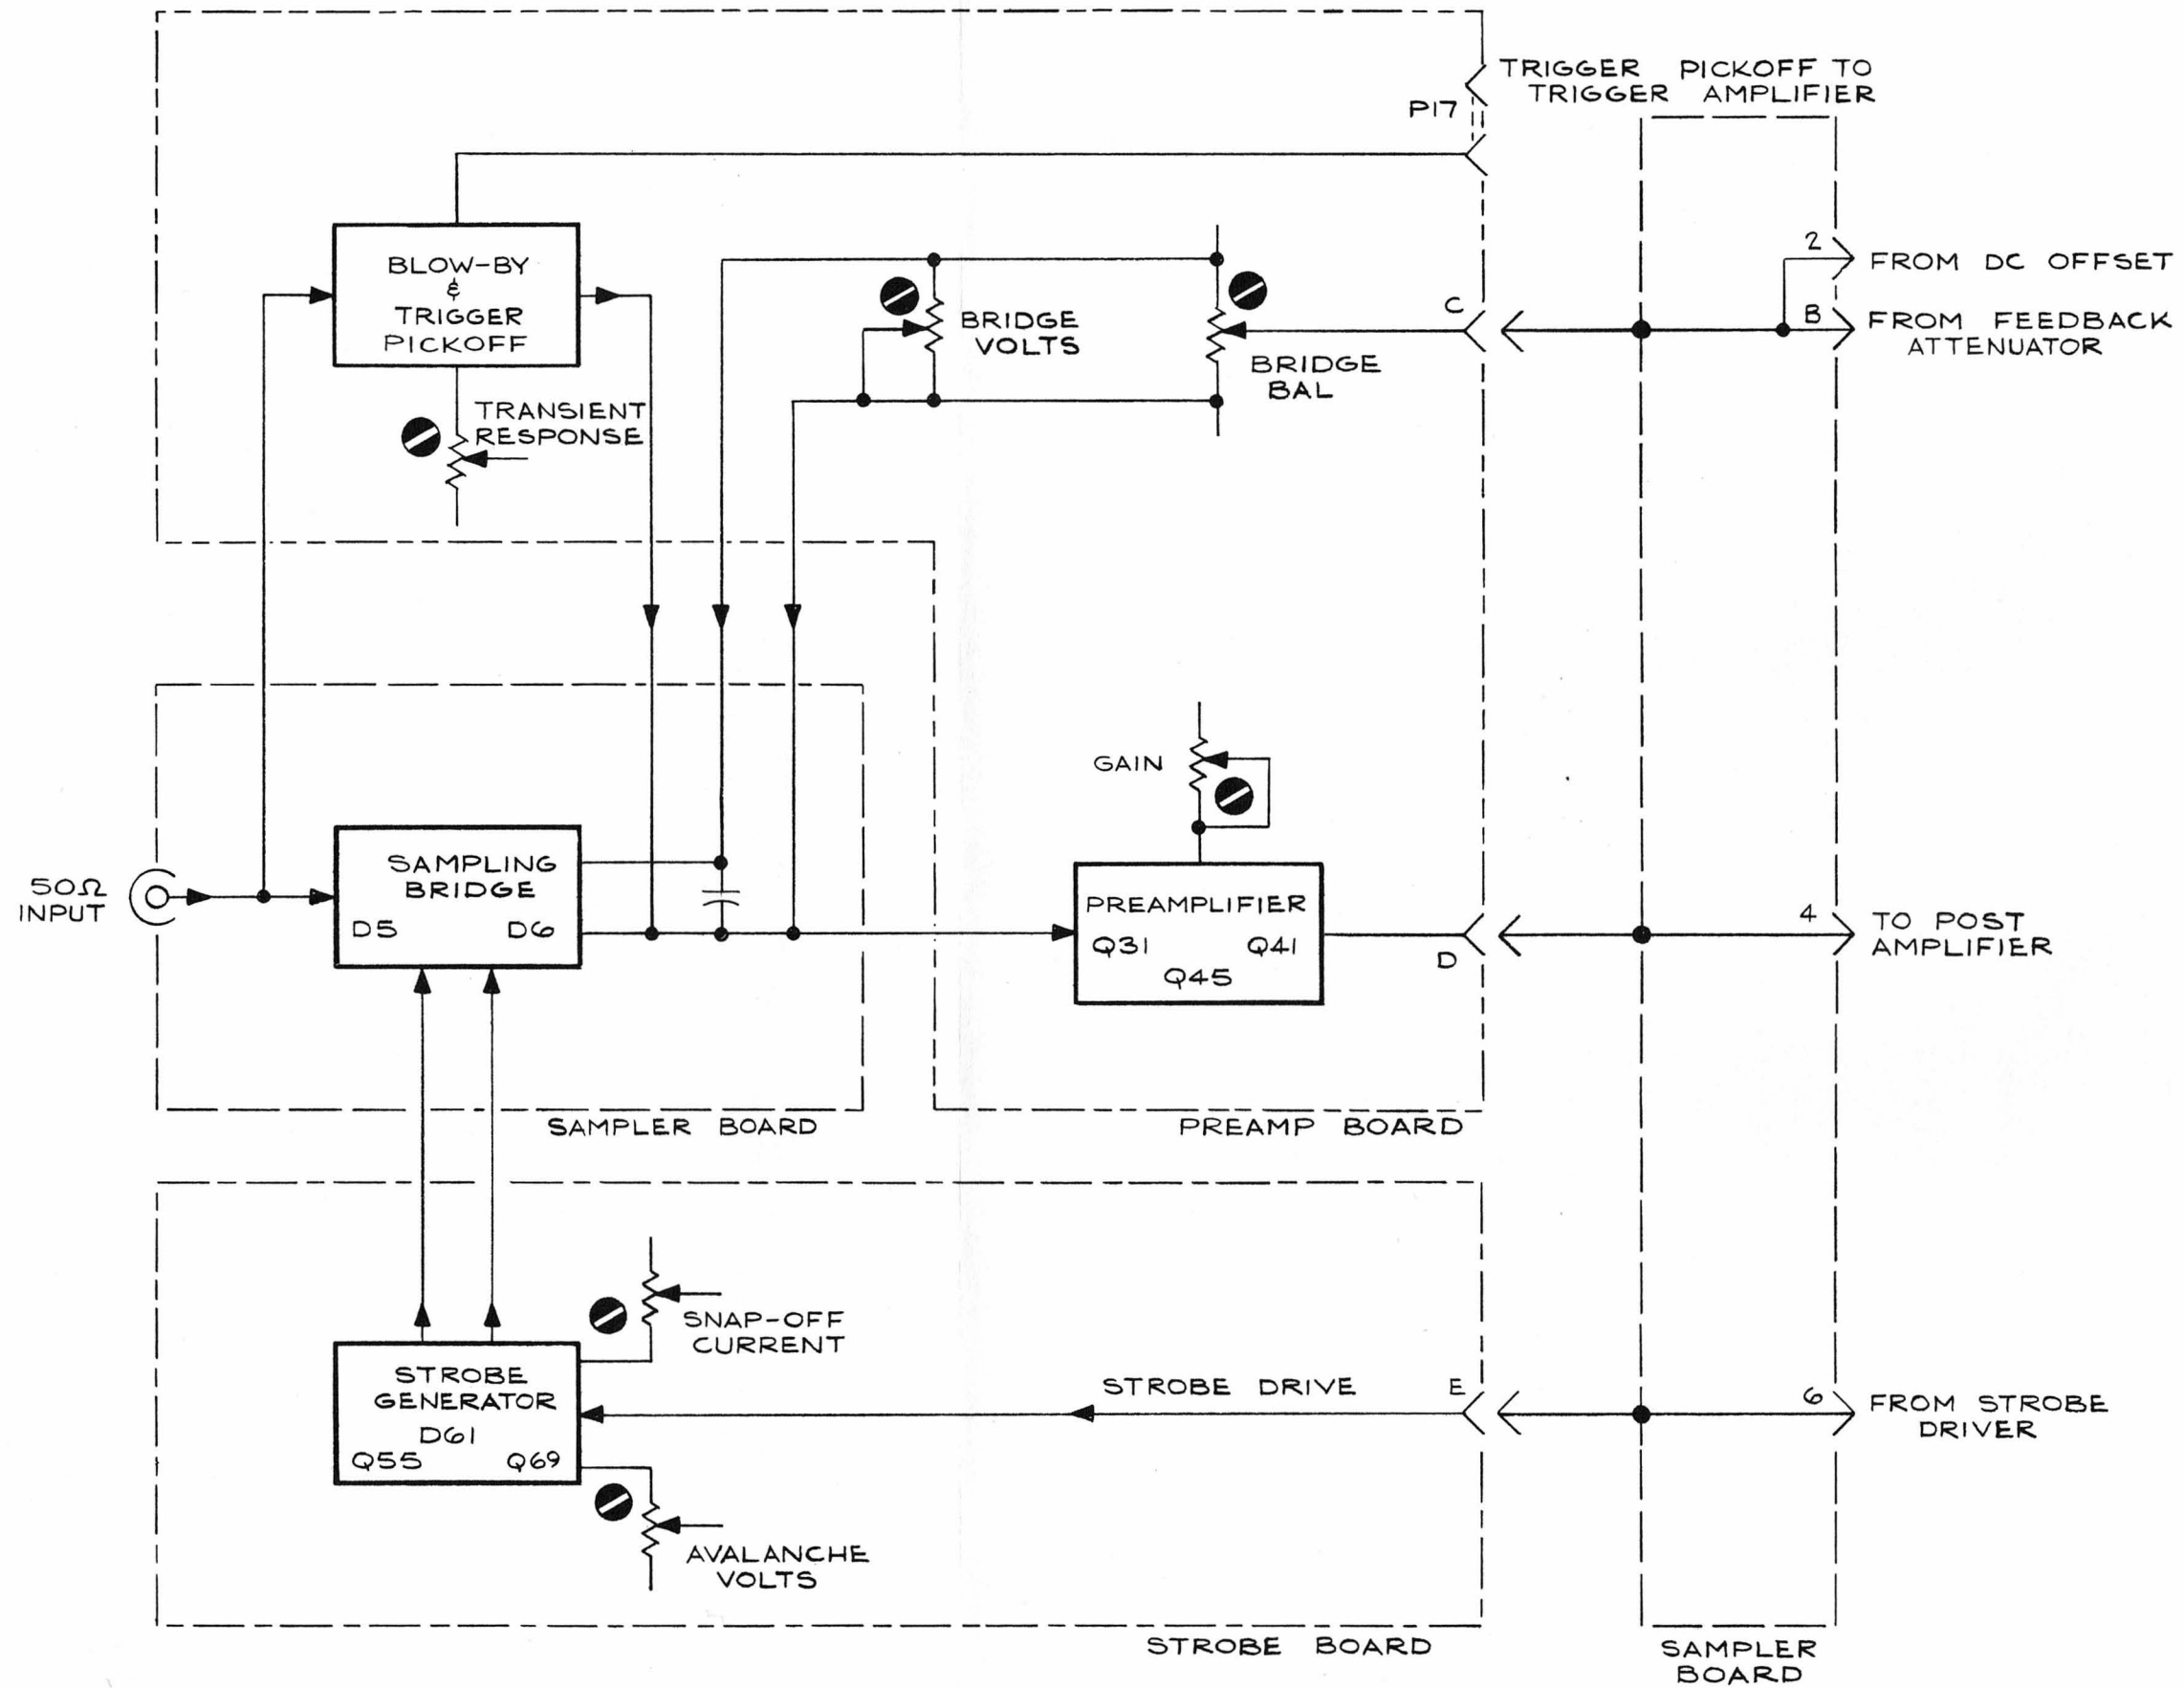 TRIGGER PICKOFF TO
TRIGGER AMPLIFIER
P17
BLOW-BY
&
TRIGGER
PICKOFF
TRANSIENT
RESPONSE
BRIDGE
VOLTS
BRIDGE
BAL
C
2
FROM DC OFFSET
B
FROM FEEDBACK
ATTENUATOR
GAIN
50Ω
INPUT
SAMPLING
BRIDGE
D5 D6
PREAMPLIFIER
Q31 Q41
Q45
D
4
TO POST
AMPLIFIER
SAMPLER BOARD
PREAMP BOARD
SNAP-OFF
CURRENT
STROBE
GENERATOR
D61
Q55 Q69
STROBE DRIVE
E
6
FROM STROBE
DRIVER
AVALANCHE
VOLTS
STROBE BOARD
SAMPLER
BOARD